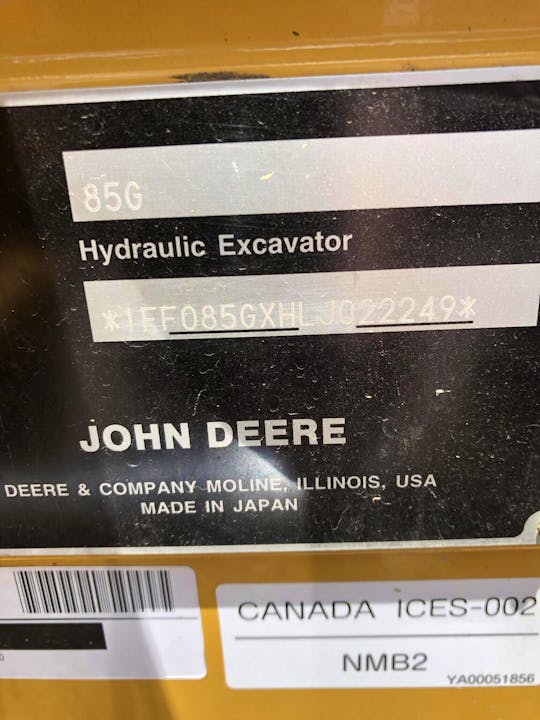 85G
Hydraulic Excavator
*1FF085GXHLJ022249*
JOHN DEERE
DEERE & COMPANY MOLINE, ILLINOIS, USA
MADE IN JAPAN
CANADA ICES-002
NMB2
YA00051856